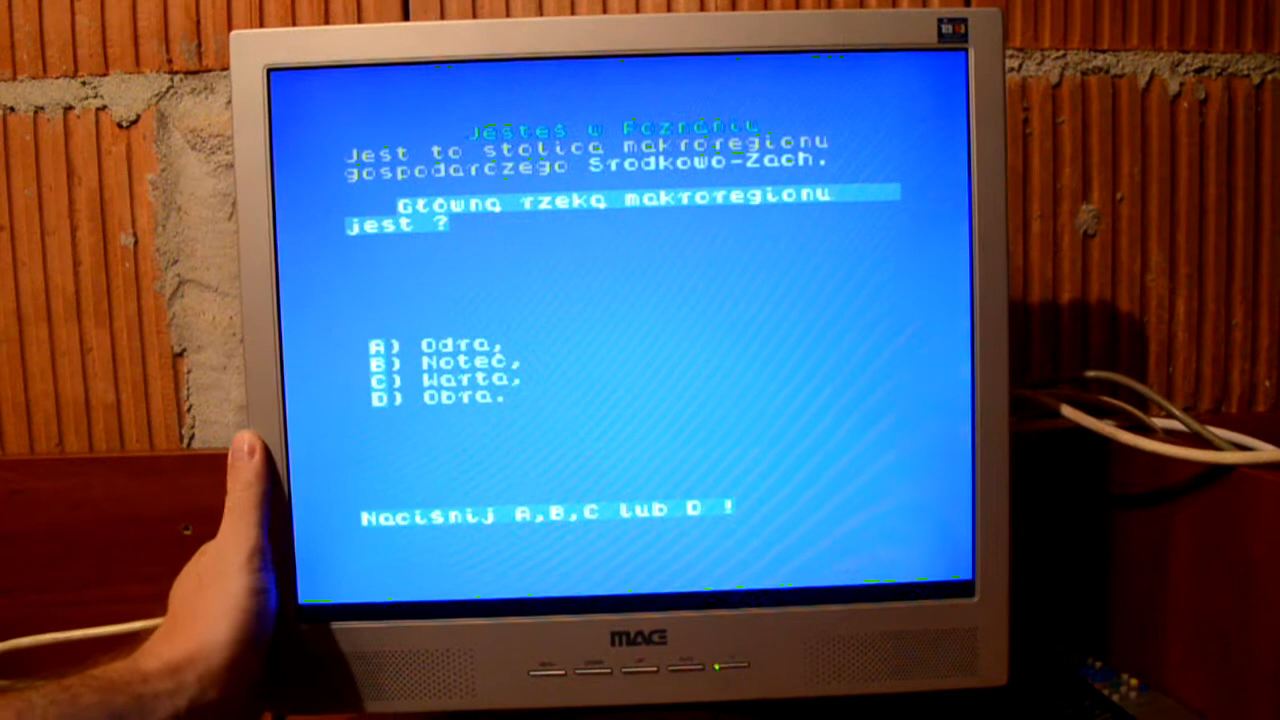 Jesteś w Poznaniu
Jest to stolica makroregionu
gospodarczego Środkowo-Zach.
Główną rzeką makroregionu
jest ?
A) Odra,
B) Noteć,
C) Warta,
D) Obra.
Naciśnij A,B,C lub D !
MAG